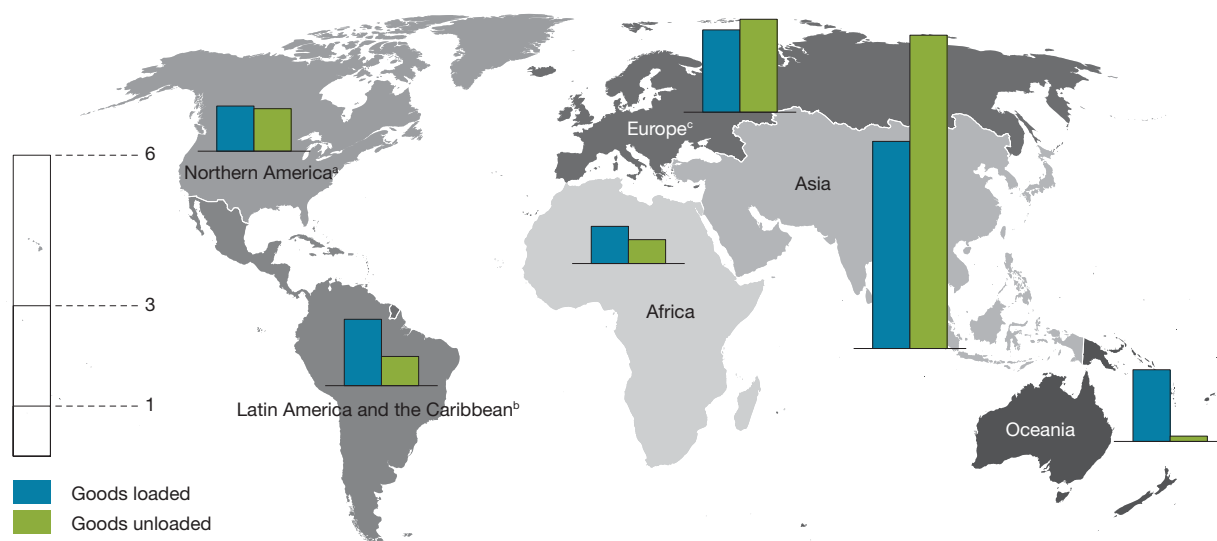 Europeᶜ
6
Northern Americaᵃ
Asia
3
Africa
1
Latin America and the Caribbeanᵇ
Oceania
Goods loaded
Goods unloaded